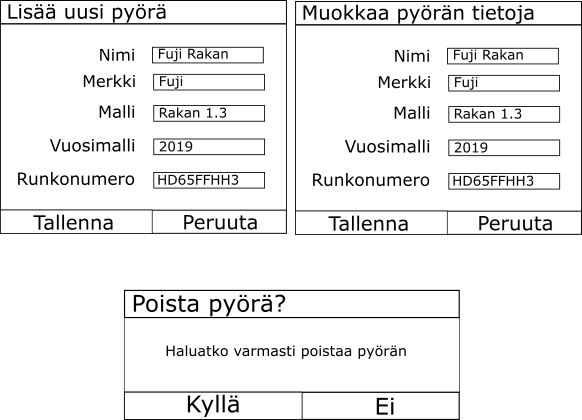 Lisää uusi pyörä
Nimi Fuji Rakan
Merkki Fuji
Malli Rakan 1.3
Vuosimalli 2019
Runkonumero HD65FFHH3
Tallenna Peruuta
Muokkaa pyörän tietoja
Nimi Fuji Rakan
Merkki Fuji
Malli Rakan 1.3
Vuosimalli 2019
Runkonumero HD65FFHH3
Tallenna Peruuta
Poista pyörä?
Haluatko varmasti poistaa pyörän
Kyllä Ei